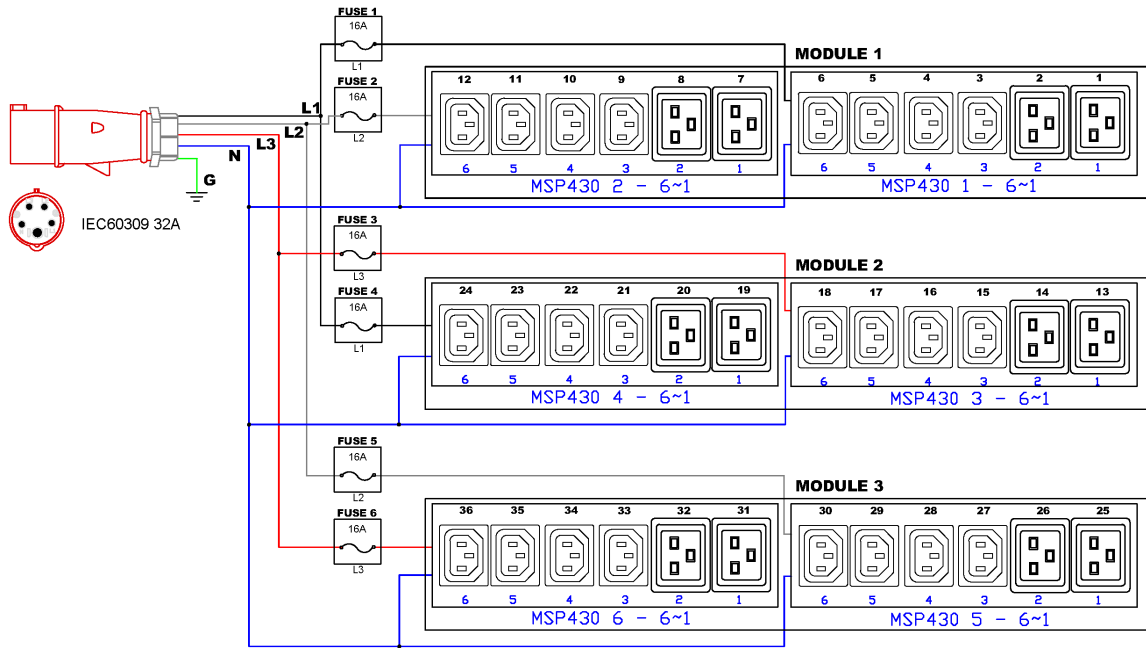 FUSE 1
16A
L1
FUSE 2
16A
L2
MODULE 1
12 11 10 9 8 7 6 5 4 3 2 1
6 5 4 3 2 1 6 5 4 3 2 1
MSP430 2 - 6~1 MSP430 1 - 6~1
L1
L2
L3
N
G
IEC60309 32A
FUSE 3
16A
L3
FUSE 4
16A
L1
MODULE 2
24 23 22 21 20 19 18 17 16 15 14 13
6 5 4 3 2 1 6 5 4 3 2 1
MSP430 4 - 6~1 MSP430 3 - 6~1
FUSE 5
16A
L2
FUSE 6
16A
L3
MODULE 3
36 35 34 33 32 31 30 29 28 27 26 25
6 5 4 3 2 1 6 5 4 3 2 1
MSP430 6 - 6~1 MSP430 5 - 6~1